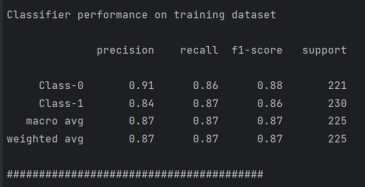 Classifier performance on training dataset
precision recall f1-score support
Class-0 0.91 0.86 0.88 221
Class-1 0.84 0.87 0.86 230
macro avg 0.87 0.87 0.87 225
weighted avg 0.87 0.87 0.87 225
########################################